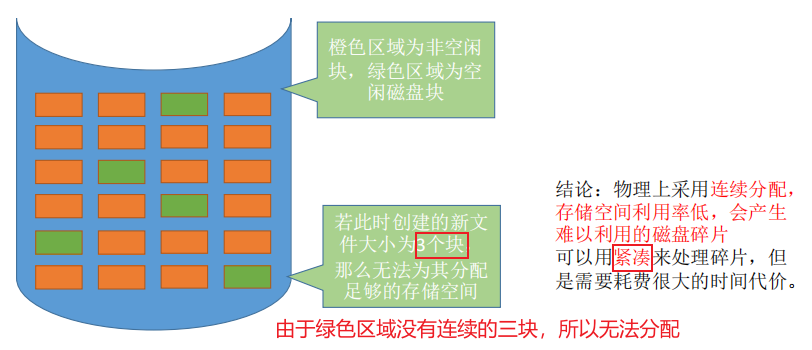 橙色区域为非空闲
块，绿色区域为空
闲磁盘块
若此时创建的新文
件大小为3个块
那么无法为其分配
足够的存储空间
结论：物理上采用连续分配，
存储空间利用率低，会产生
难以利用的磁盘碎片
可以用紧凑来处理碎片，但
是需要耗费很大的时间代价。
由于绿色区域没有连续的三块，所以无法分配